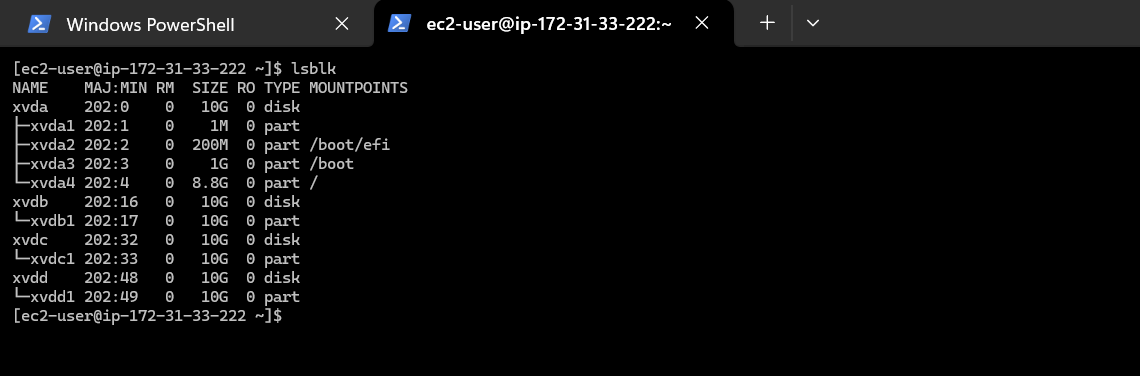 Windows PowerShell
ec2-user@ip-172-31-33-222:~
[ec2-user@ip-172-31-33-222 ~]$ lsblk
NAME    MAJ:MIN RM  SIZE RO TYPE MOUNTPOINTS
xvda    202:0    0   10G  0 disk
├─xvda1 202:1    0    1M  0 part
├─xvda2 202:2    0  200M  0 part /boot/efi
├─xvda3 202:3    0    1G  0 part /boot
└─xvda4 202:4    0  8.8G  0 part /
xvdb    202:16   0   10G  0 disk
└─xvdb1 202:17   0   10G  0 part
xvdc    202:32   0   10G  0 disk
└─xvdc1 202:33   0   10G  0 part
xvdd    202:48   0   10G  0 disk
└─xvdd1 202:49   0   10G  0 part
[ec2-user@ip-172-31-33-222 ~]$